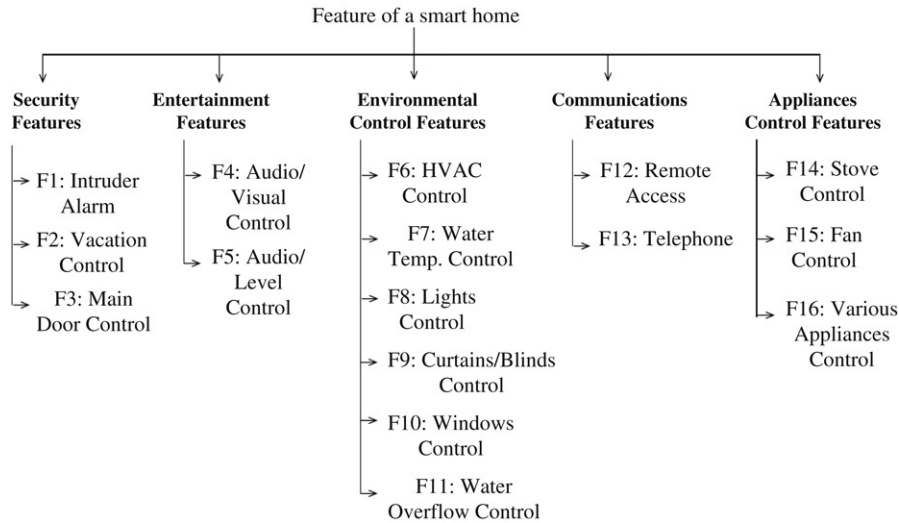 Feature of a smart home
Security
Features
F1: Intruder
Alarm
F2: Vacation
Control
F3: Main
Door Control
Entertainment
Features
F4: Audio/
Visual
Control
F5: Audio/
Level
Control
Environmental
Control Features
F6: HVAC
Control
F7: Water
Temp. Control
F8: Lights
Control
F9: Curtains/Blinds
Control
F10: Windows
Control
F11: Water
Overflow Control
Communications
Features
F12: Remote
Access
F13: Telephone
Appliances
Control Features
F14: Stove
Control
F15: Fan
Control
F16: Various
Appliances
Control